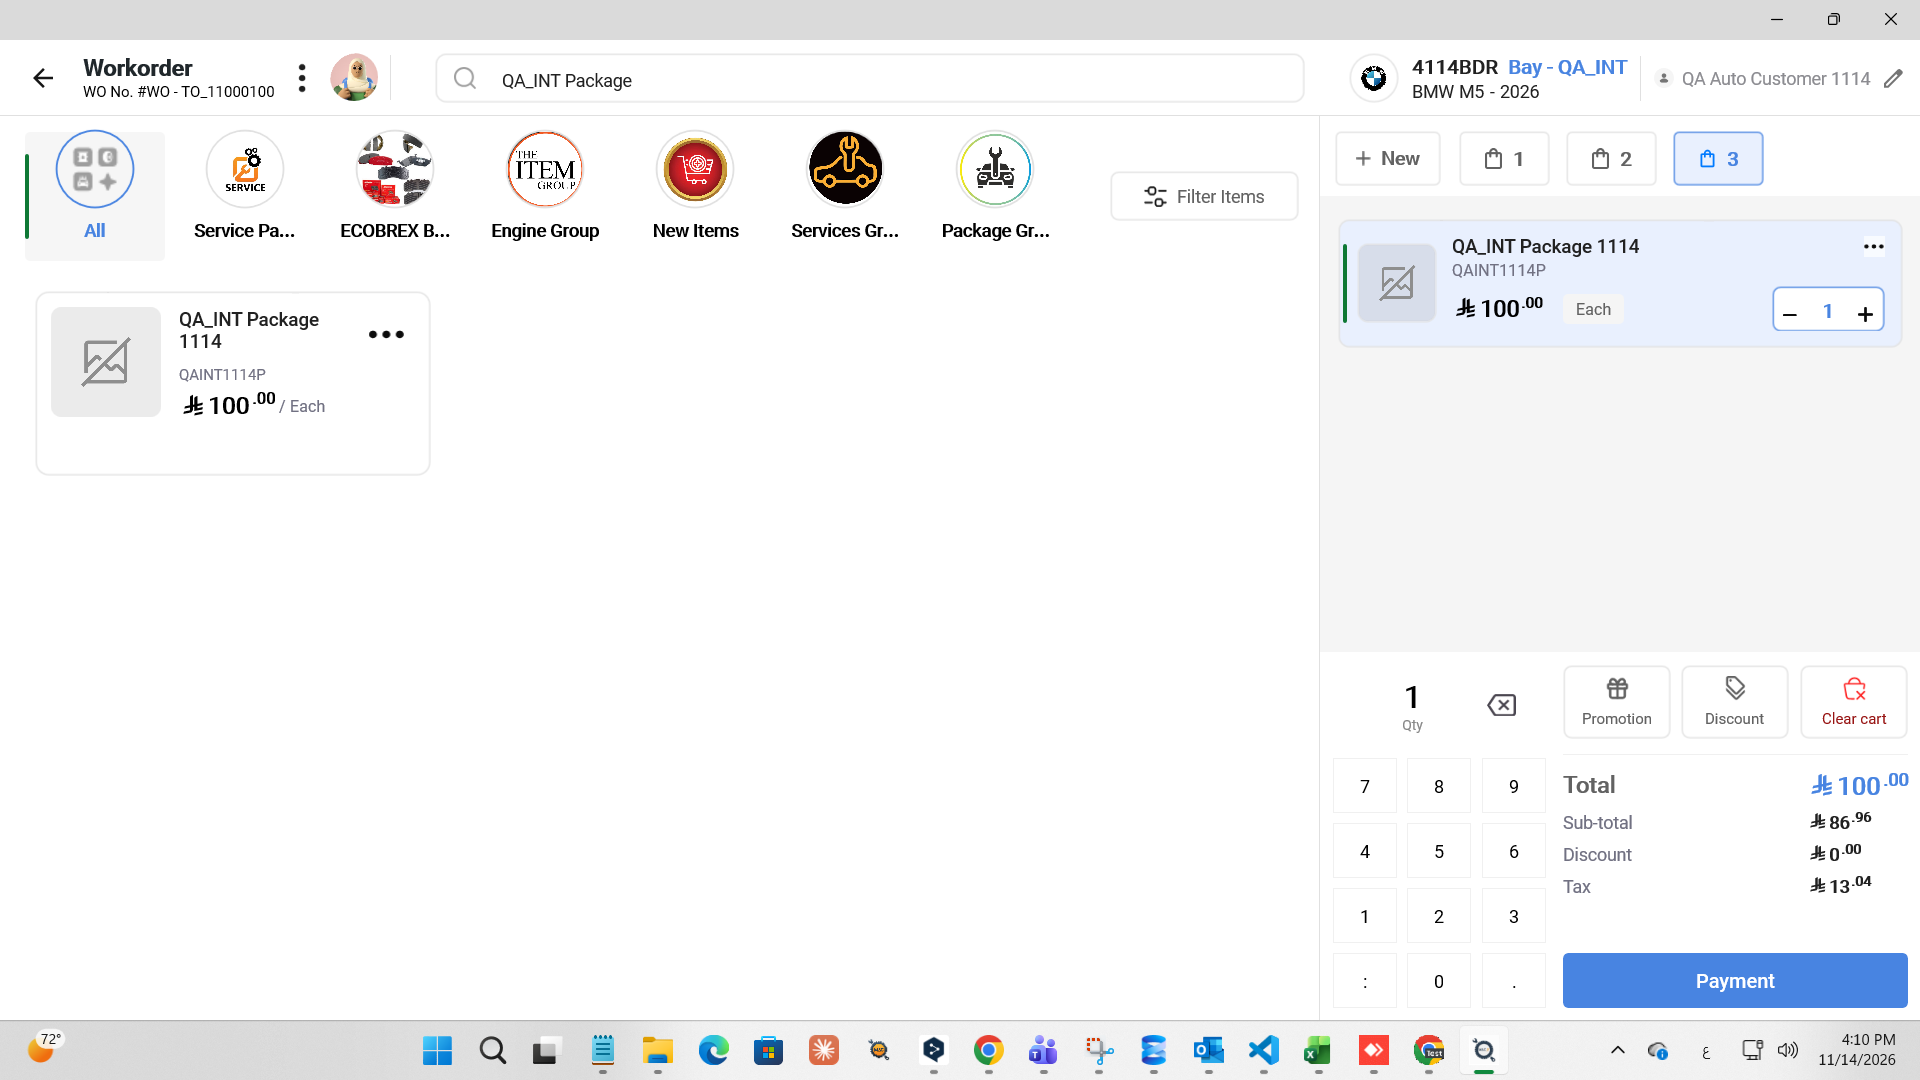 Workorder
WO No. #WO - TO_11000100
QA_INT Package
4114BDR Bay - QA_INT
BMW M5 - 2026
QA Auto Customer 1114
All
SERVICE
Service Pa...
ECOBREX B...
THE
ITEM
GROUP
Engine Group
New Items
Services Gr...
Package Gr...
Filter Items
+ New
1
2
3
QA_INT Package
1114
QAINT1114P
100.00 / Each
QA_INT Package 1114
QAINT1114P
100.00
Each
− 1 +
1
Qty
Promotion
Discount
Clear cart
7 8 9
4 5 6
1 2 3
: 0 .
Total 100.00
Sub-total 86.96
Discount 0.00
Tax 13.04
Payment
72°
Test
ع
4:10 PM
11/14/2026